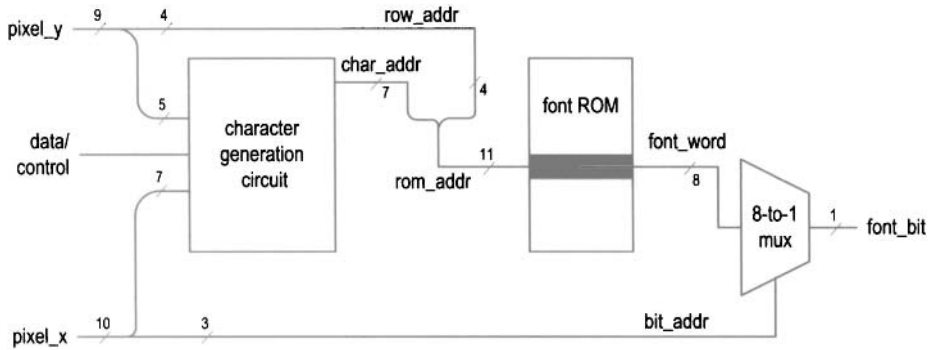 pixel_y
9
4
row_addr
char_addr
7
4
5
data/
control
character
generation
circuit
7
font ROM
font_word
8
11
rom_addr
8-to-1
mux
1
font_bit
pixel_x
10
3
bit_addr